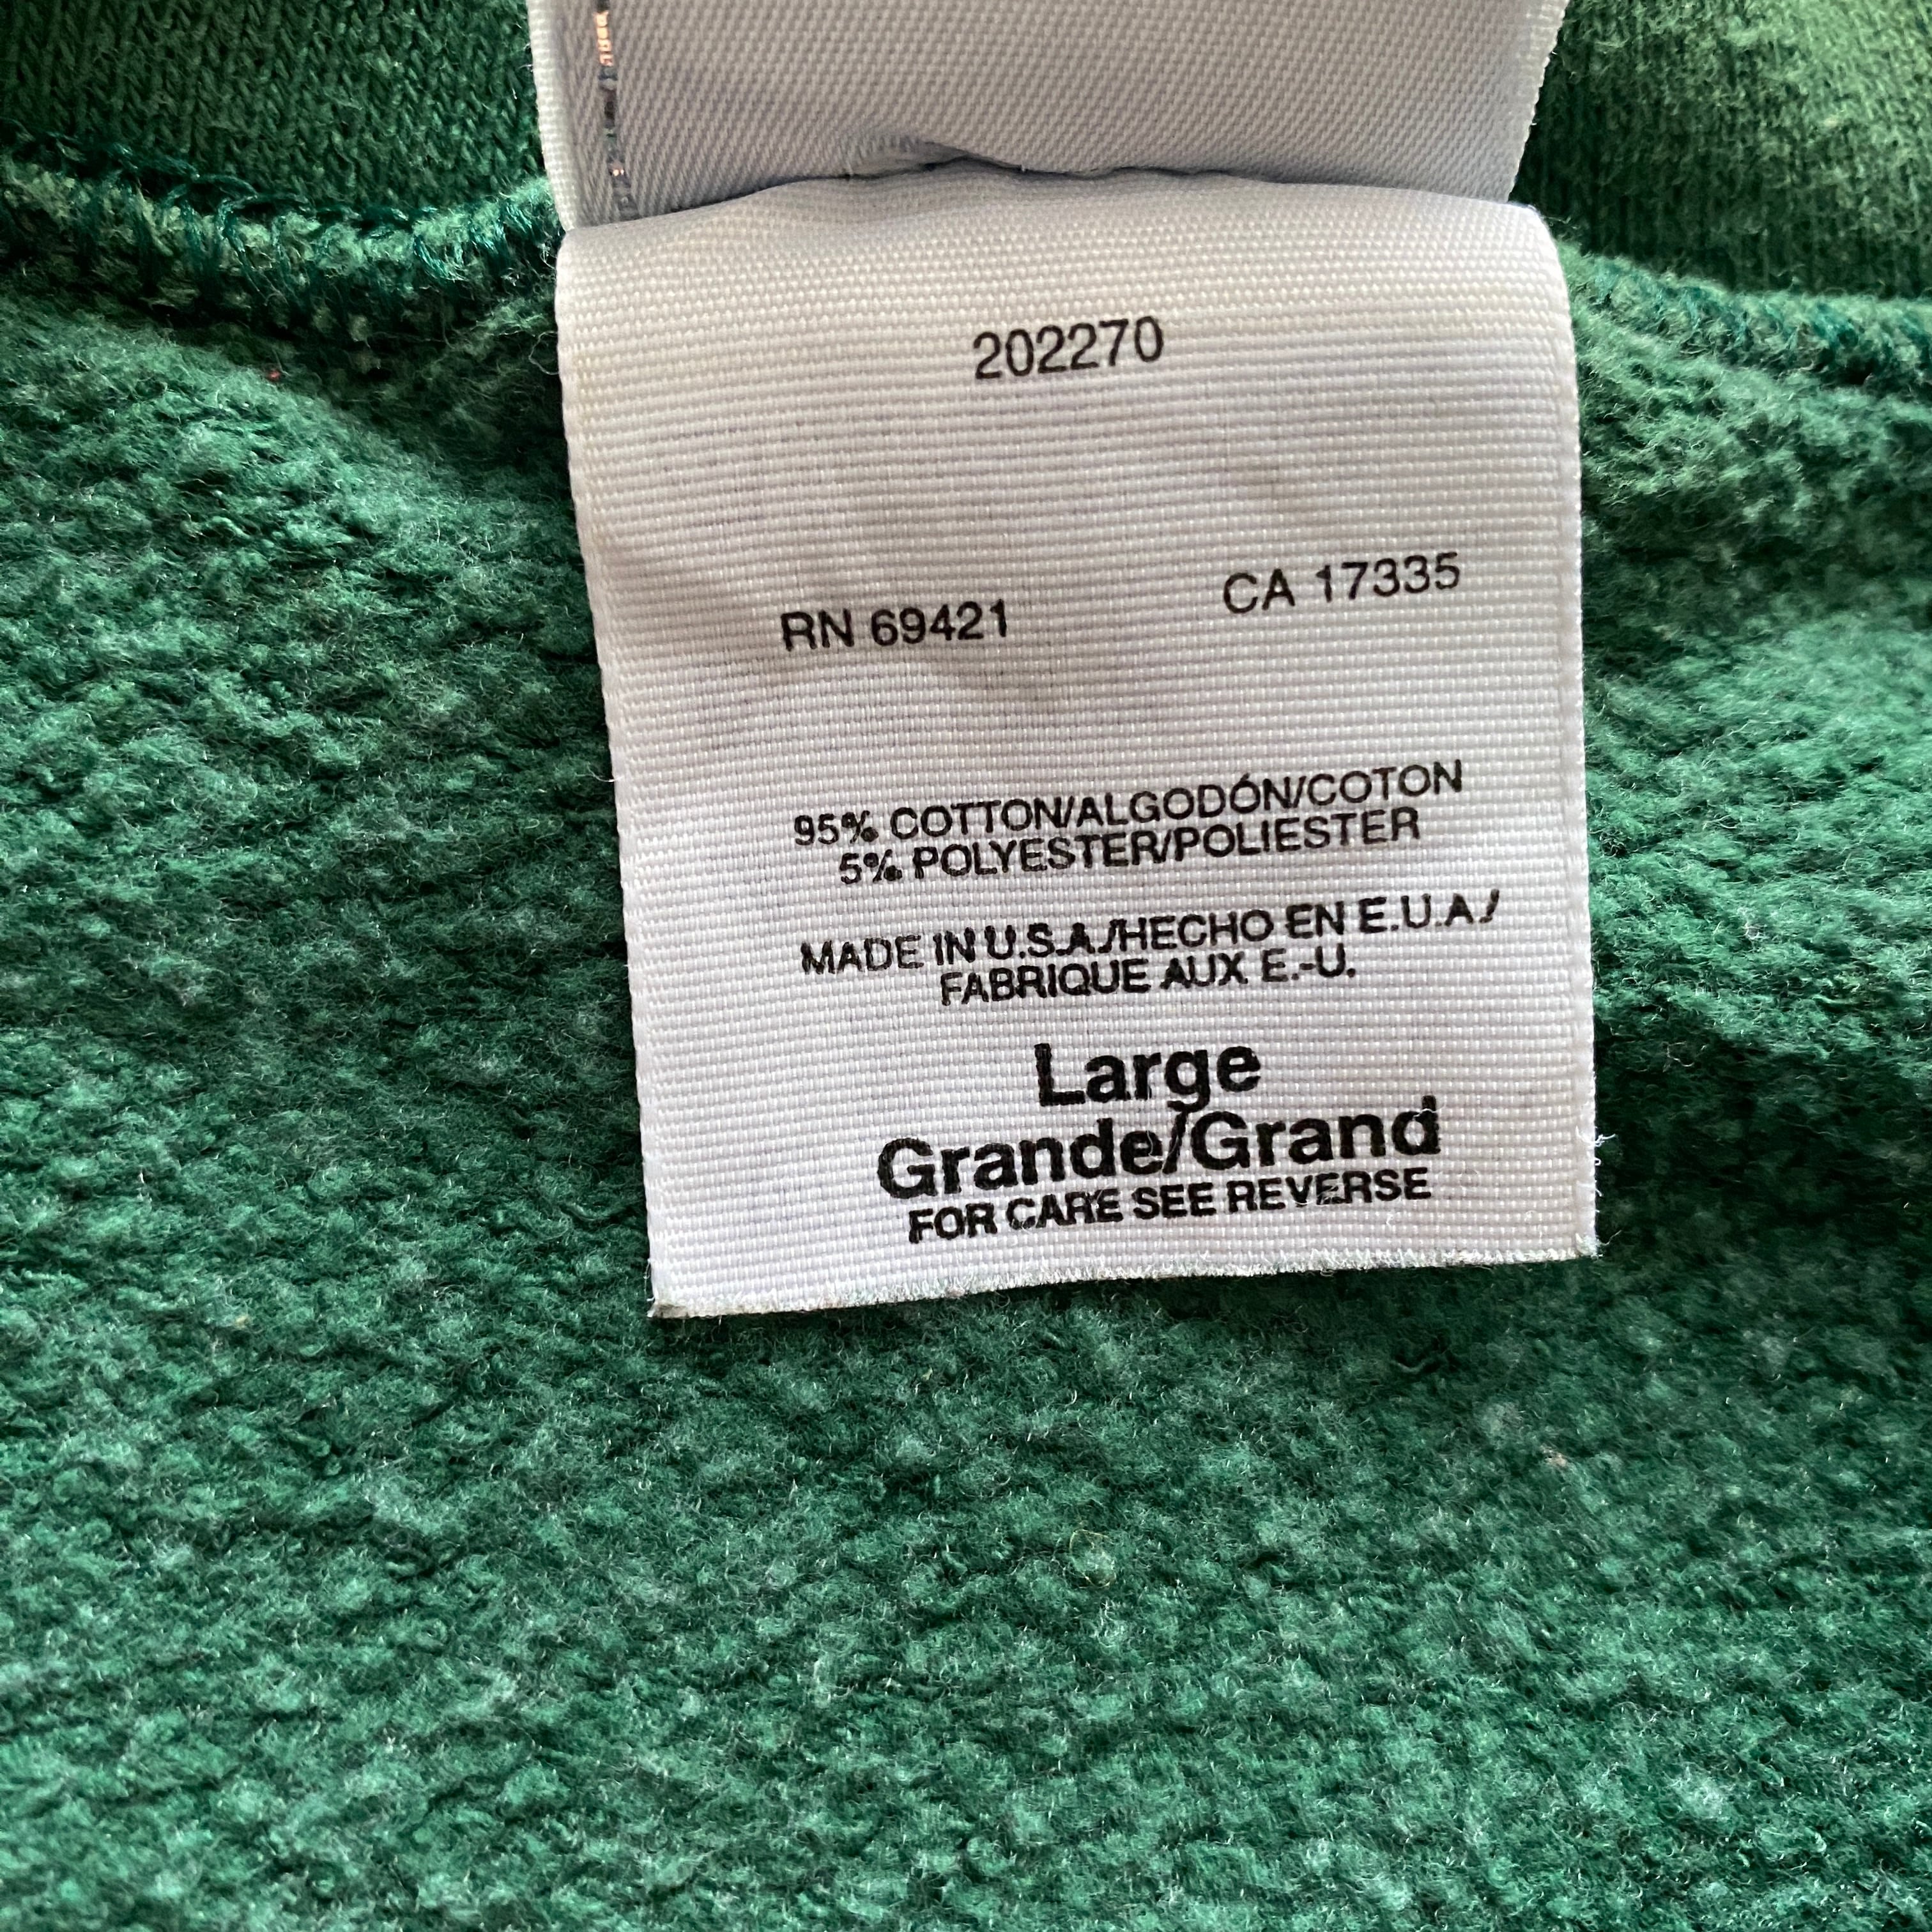 202270
RN 69421 CA 17335
95% COTTON/ALGODÓN/COTON
5% POLYESTER/POLIESTER
MADE IN U.S.A./HECHO EN E.U.A./
FABRIQUE AUX E.-U.
Large
Grande/Grand
FOR CARE SEE REVERSE